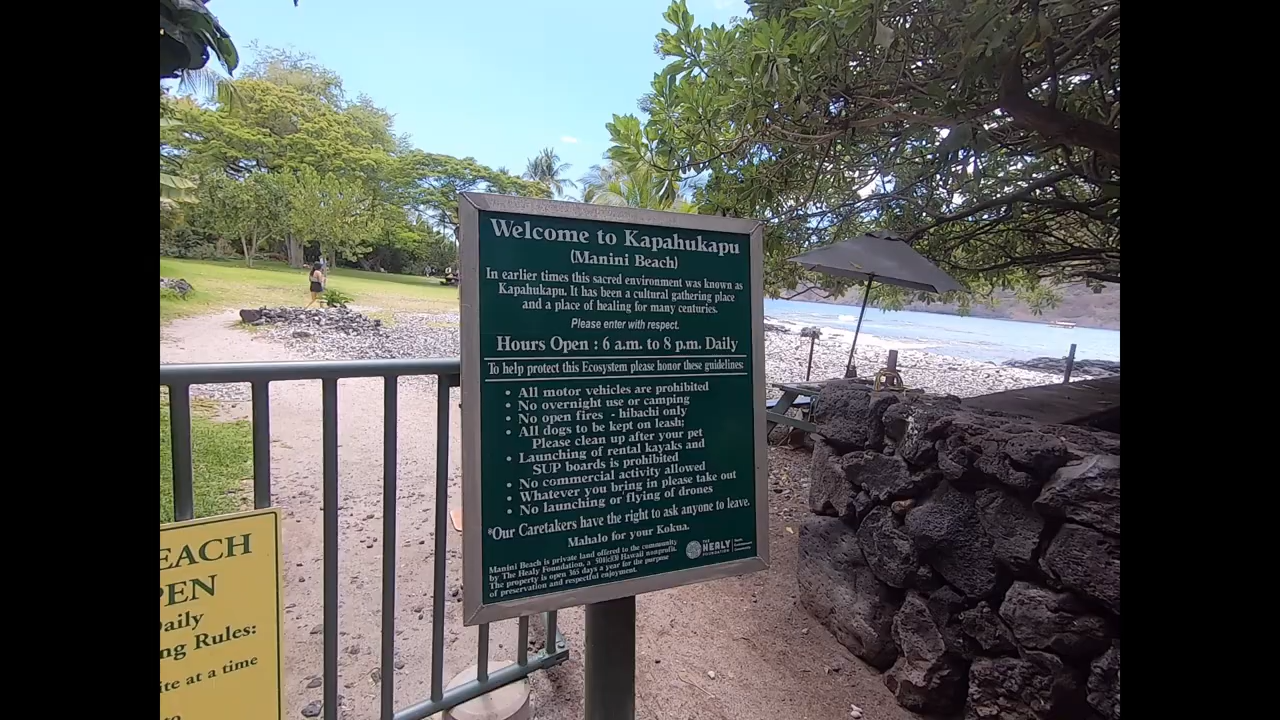 Welcome to Kapahukapu
(Manini Beach)
In earlier times this sacred environment was known as
Kapahukapu. It has been a cultural gathering place
and a place of healing for many centuries.
Please enter with respect.
Hours Open : 6 a.m. to 8 p.m. Daily
To help protect this Ecosystem please honor these guidelines:
• All motor vehicles are prohibited
• No overnight use or camping
• No open fires - hibachi only
• All dogs to be kept on leash;
Please clean up after your pet
• Launching of rental kayaks and
SUP boards is prohibited
• No commercial activity allowed
• Whatever you bring in please take out
• No launching or flying of drones
*Our Caretakers have the right to ask anyone to leave.
Mahalo for your Kokua.
Manini Beach is private land offered to the community
by The Healy Foundation, a 501(c)(3) Hawaii nonprofit.
The property is open 365 days a year for the purpose
of preservation and respectful enjoyment.
THE
HEALY
FOUNDATION
EACH
PEN
aily
ng Rules:
ite at a time
to